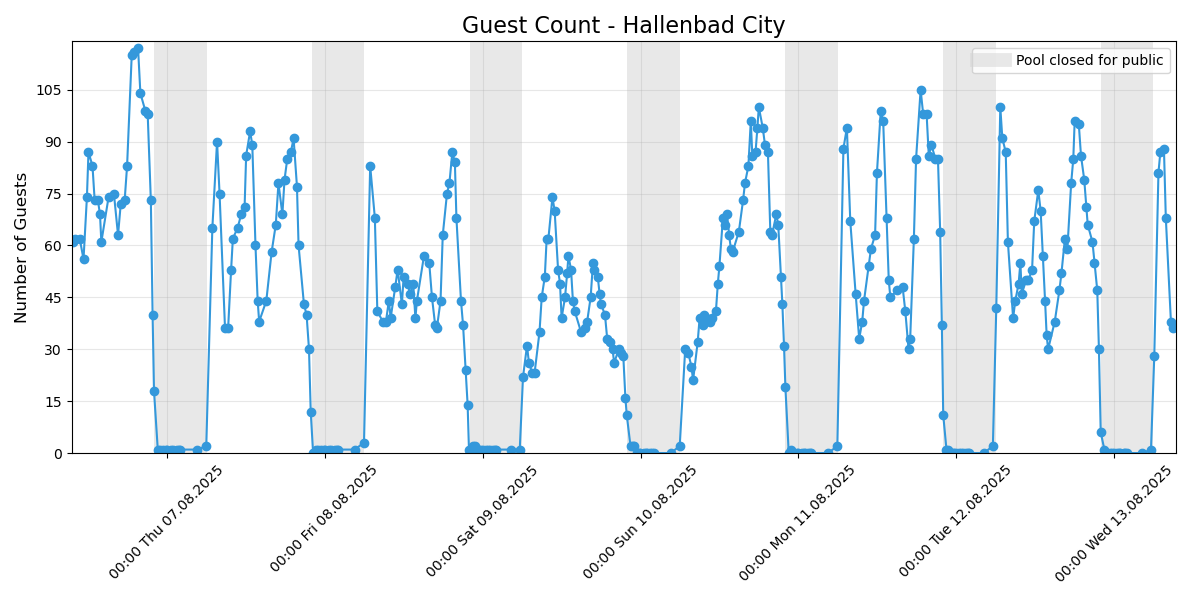 Guest Count - Hallenbad City
Pool closed for public
Number of Guests
105
90
75
60
45
30
15
0
00:00 Thu 07.08.2025
00:00 Fri 08.08.2025
00:00 Sat 09.08.2025
00:00 Sun 10.08.2025
00:00 Mon 11.08.2025
00:00 Tue 12.08.2025
00:00 Wed 13.08.2025